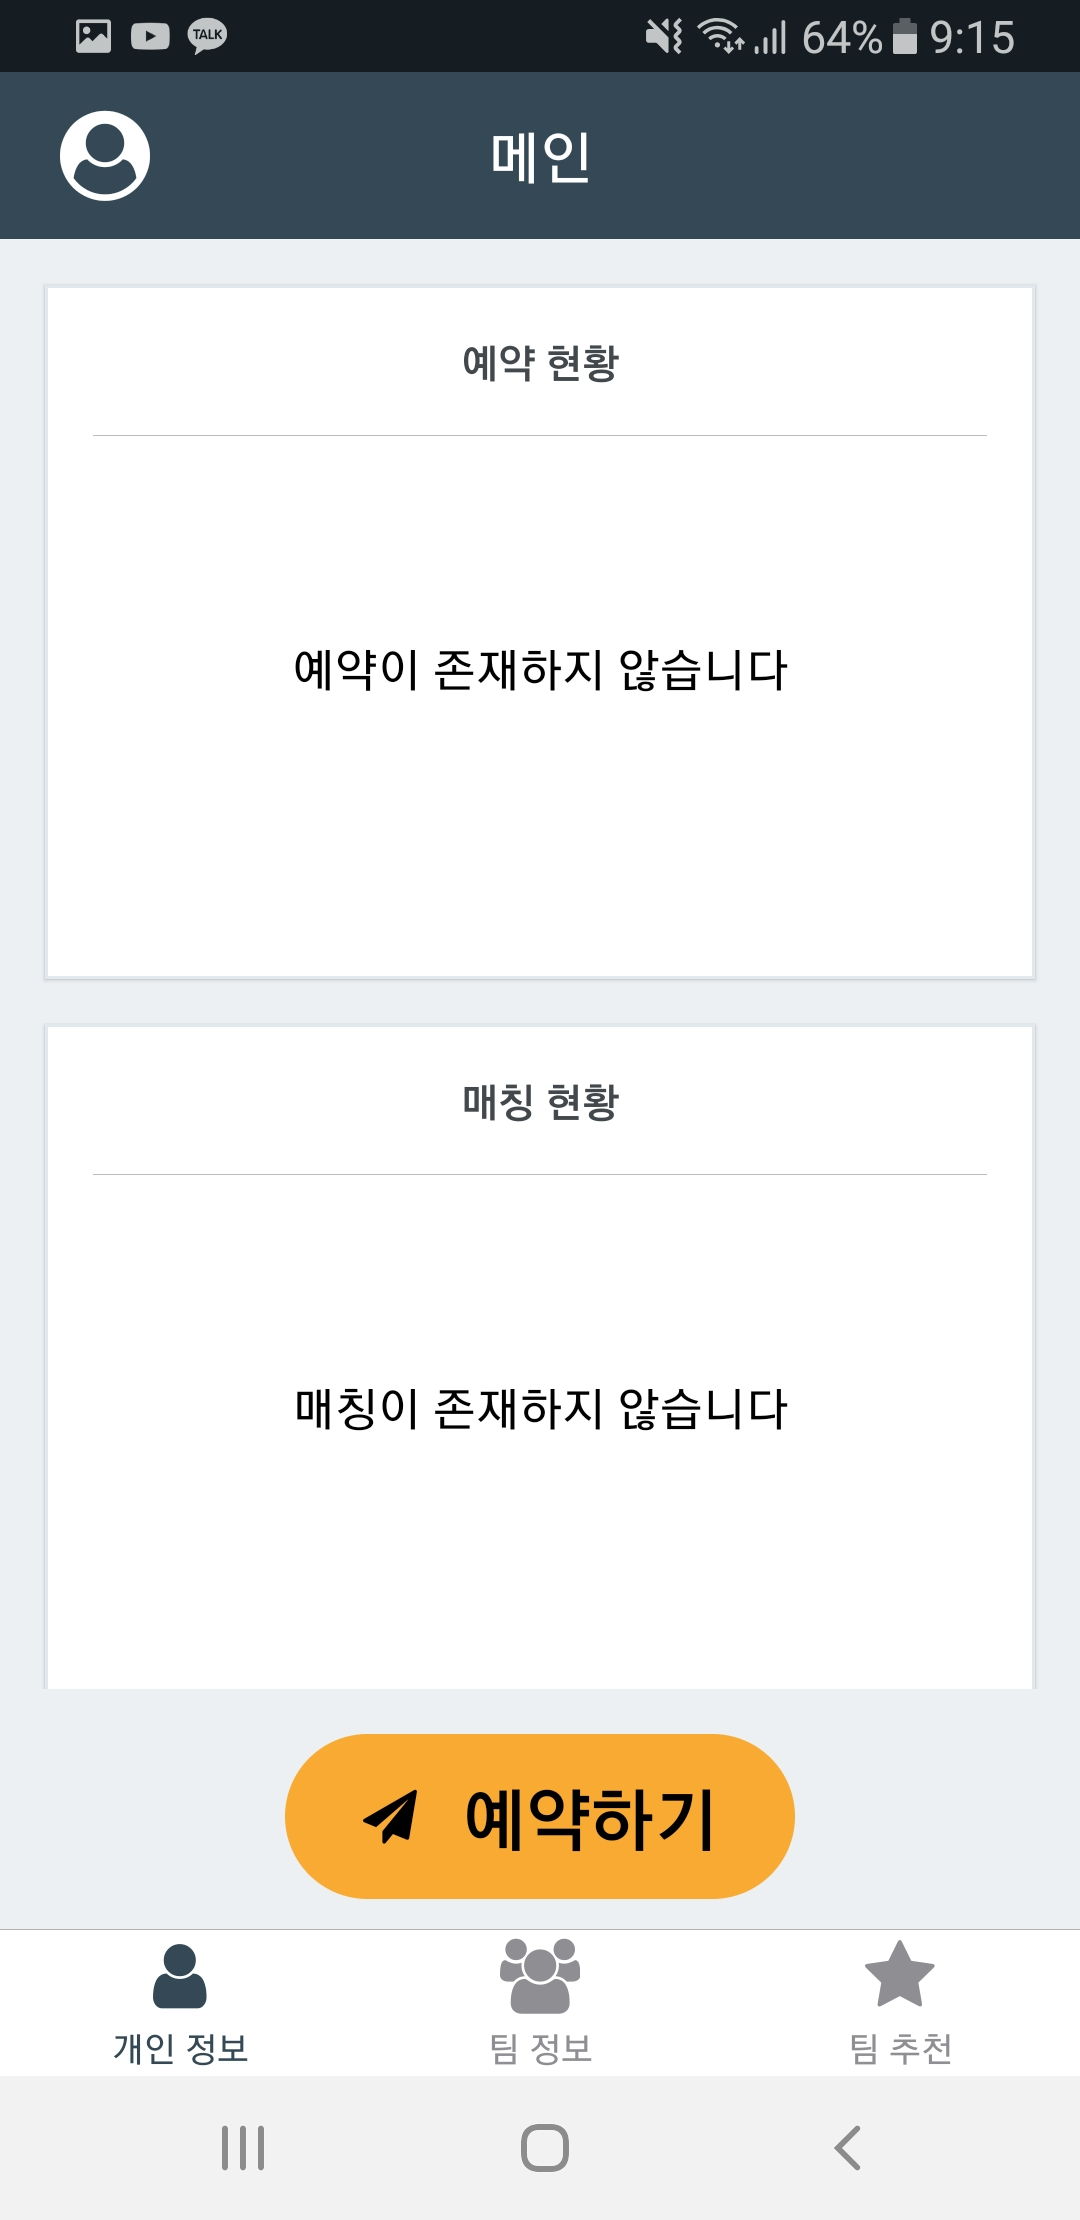 TALK 64% 9:15
메인
예약 현황
예약이 존재하지 않습니다
매칭 현황
매칭이 존재하지 않습니다
예약하기
개인 정보 팀 정보 팀 추천